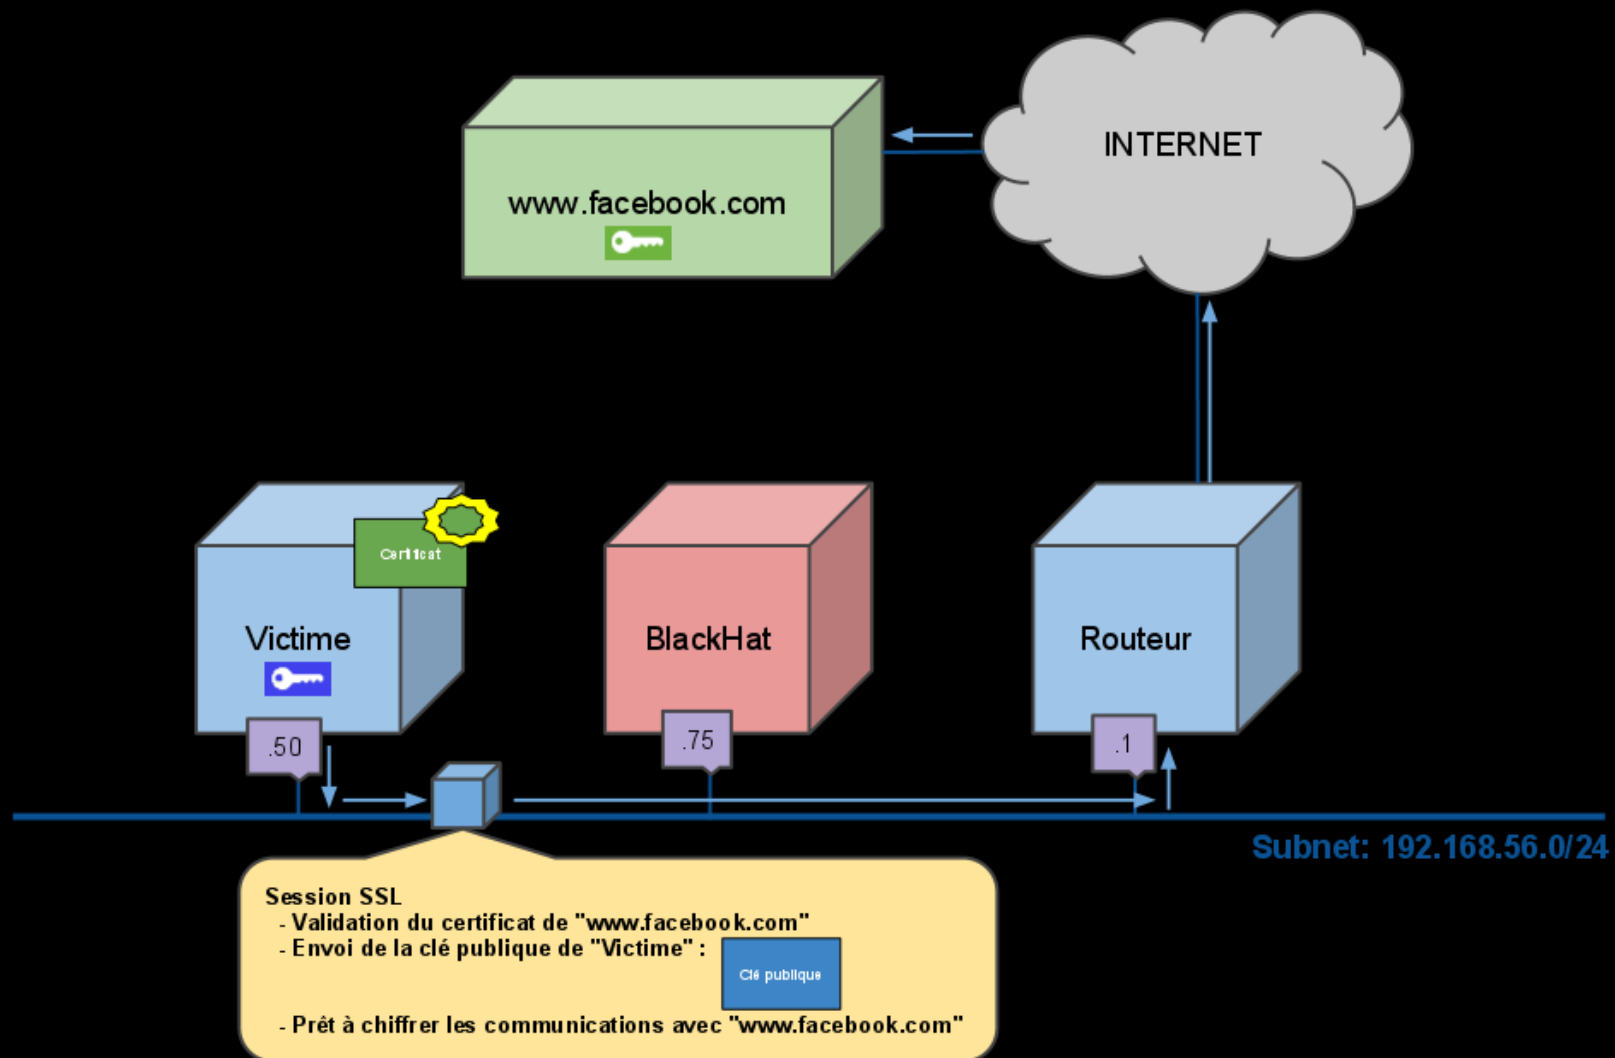 INTERNET
www.facebook.com
Certificat
Victime
BlackHat
Routeur
.50
.75
.1
Subnet: 192.168.56.0/24
Session SSL
- Validation du certificat de "www.facebook.com"
- Envoi de la clé publique de "Victime" :
Clé publique
- Prêt à chiffrer les communications avec "www.facebook.com"